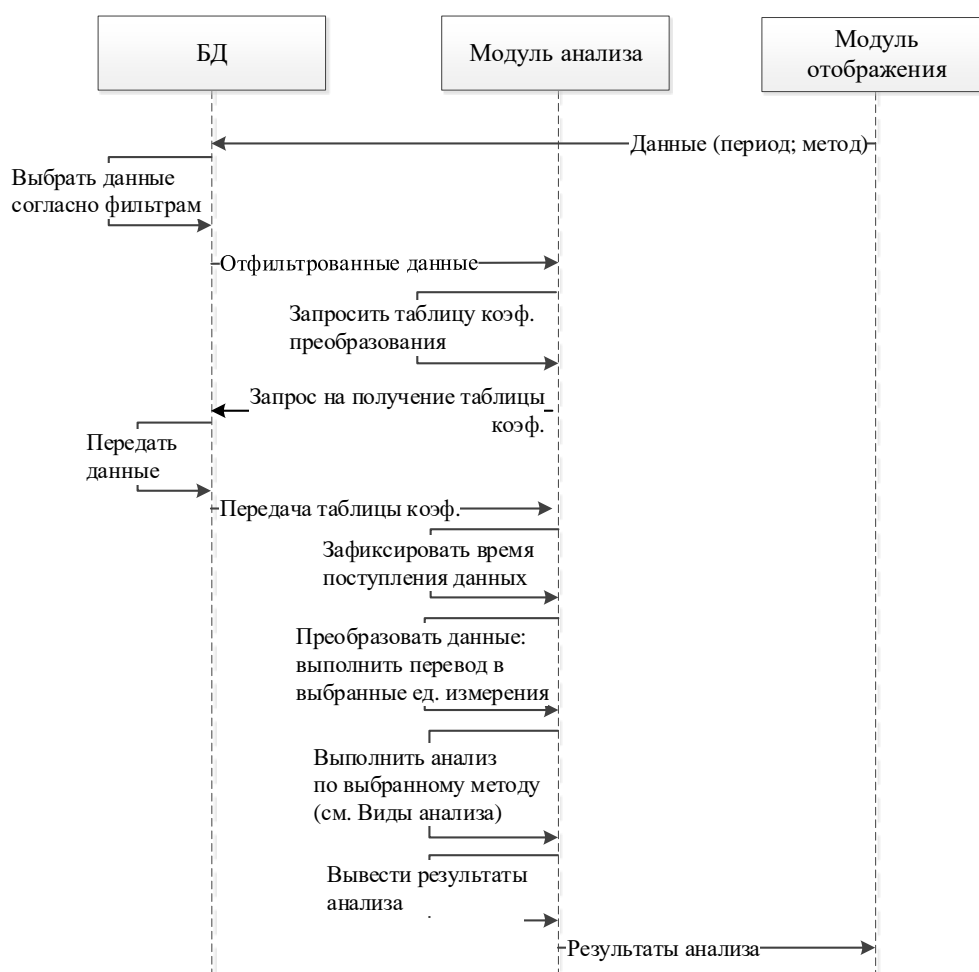 БД
Модуль анализа
Модуль
отображения
Данные (период; метод)
Выбрать данные
согласно фильтрам
Отфильтрованные данные
Запросить таблицу коэф.
преобразования
Запрос на получение таблицы
коэф.
Передать
данные
Передача таблицы коэф.
Зафиксировать время
поступления данных
Преобразовать данные:
выполнить перевод в
выбранные ед. измерения
Выполнить анализ
по выбранному методу
(см. Виды анализа)
Вывести результаты
анализа
Результаты анализа